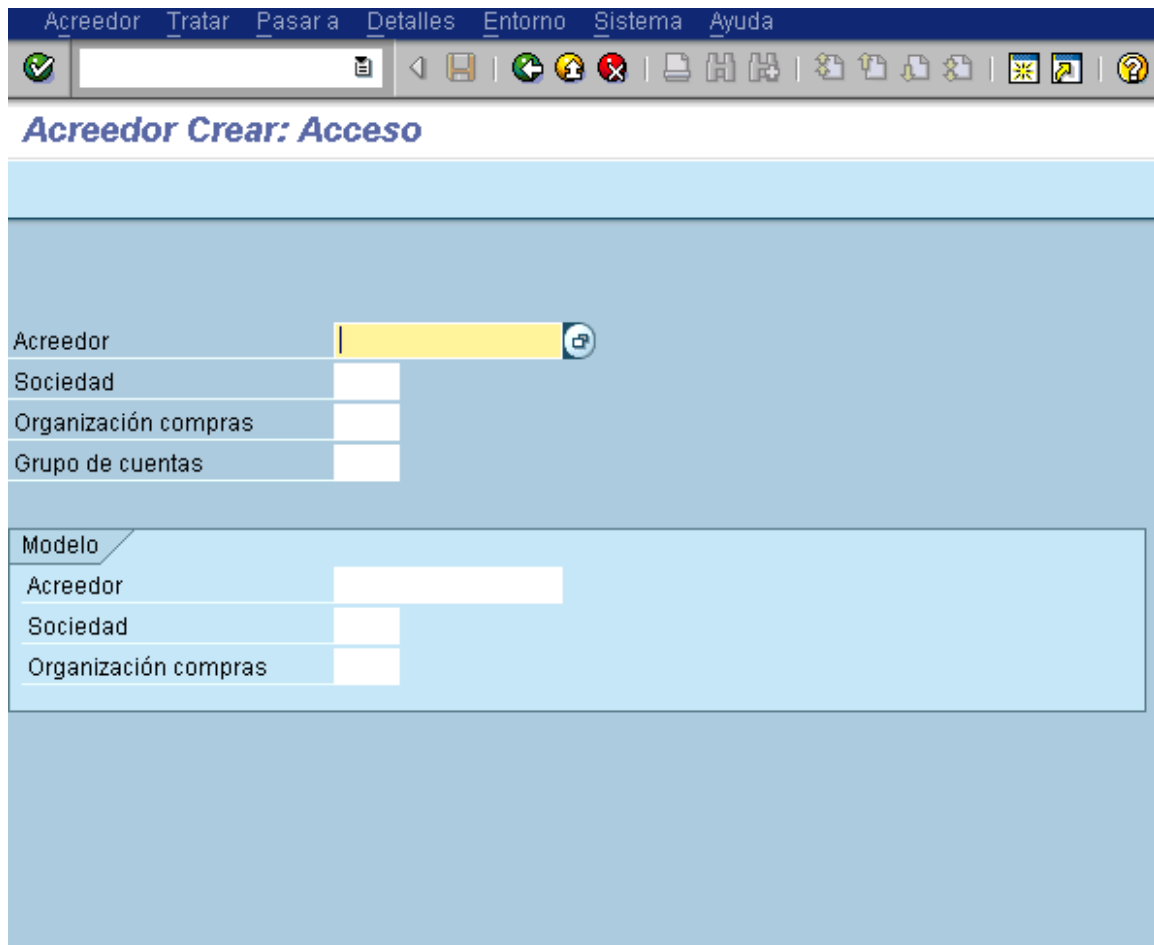 Acreedor Tratar Pasar a Detalles Entorno Sistema Ayuda
Acreedor Crear: Acceso
Acreedor
Sociedad
Organización compras
Grupo de cuentas
Modelo
Acreedor
Sociedad
Organización compras